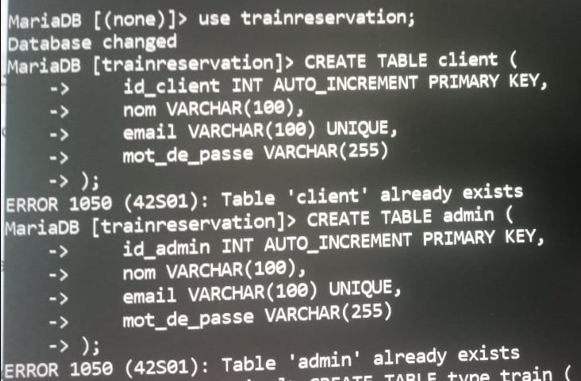 MariaDB [(none)]> use trainreservation;
Database changed
MariaDB [trainreservation]> CREATE TABLE client (
    ->     id_client INT AUTO_INCREMENT PRIMARY KEY,
    ->     nom VARCHAR(100),
    ->     email VARCHAR(100) UNIQUE,
    ->     mot_de_passe VARCHAR(255)
    -> );
ERROR 1050 (42S01): Table 'client' already exists
MariaDB [trainreservation]> CREATE TABLE admin (
    ->     id_admin INT AUTO_INCREMENT PRIMARY KEY,
    ->     nom VARCHAR(100),
    ->     email VARCHAR(100) UNIQUE,
    ->     mot_de_passe VARCHAR(255)
    -> );
ERROR 1050 (42S01): Table 'admin' already exists
CREATE TABLE type_train (